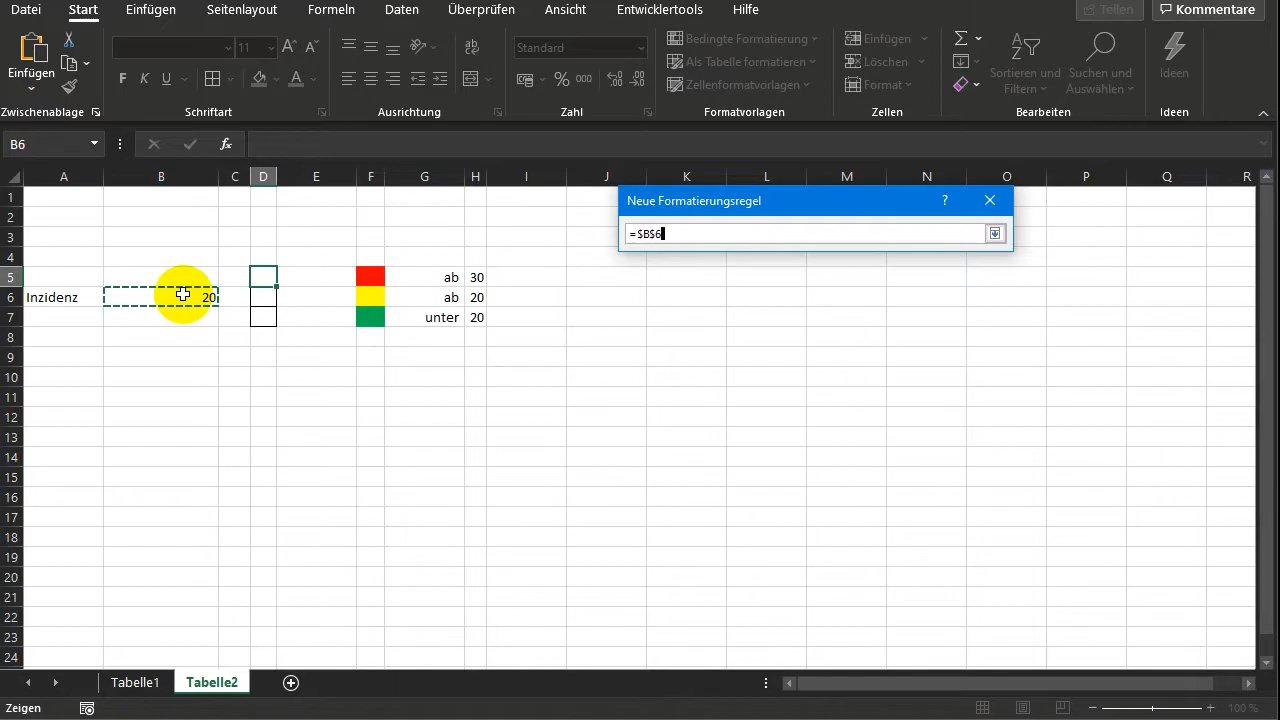 Datei Start Einfügen Seitenlayout Formeln Daten Überprüfen Ansicht Entwicklertools Hilfe Teilen Kommentare
Einfügen
11
F K U
ab
Standard
% 000
Bedingte Formatierung
Als Tabelle formatieren
Zellenformatvorlagen
Einfügen
Löschen
Format
Sortieren und
Filtern
Suchen und
Auswählen
Ideen
Zwischenablage Schriftart Ausrichtung Zahl Formatvorlagen Zellen Bearbeiten Ideen
B6 fx
A B C D E F G H I J K L M N O P Q R
Neue Formatierungsregel ?
=$B$6
1
2
3
4
5 ab 30
6 Inzidenz 20 ab 20
7 unter 20
8
9
10
11
12
13
14
15
16
17
18
19
20
21
22
23
24
Tabelle1 Tabelle2
Zeigen 100 %